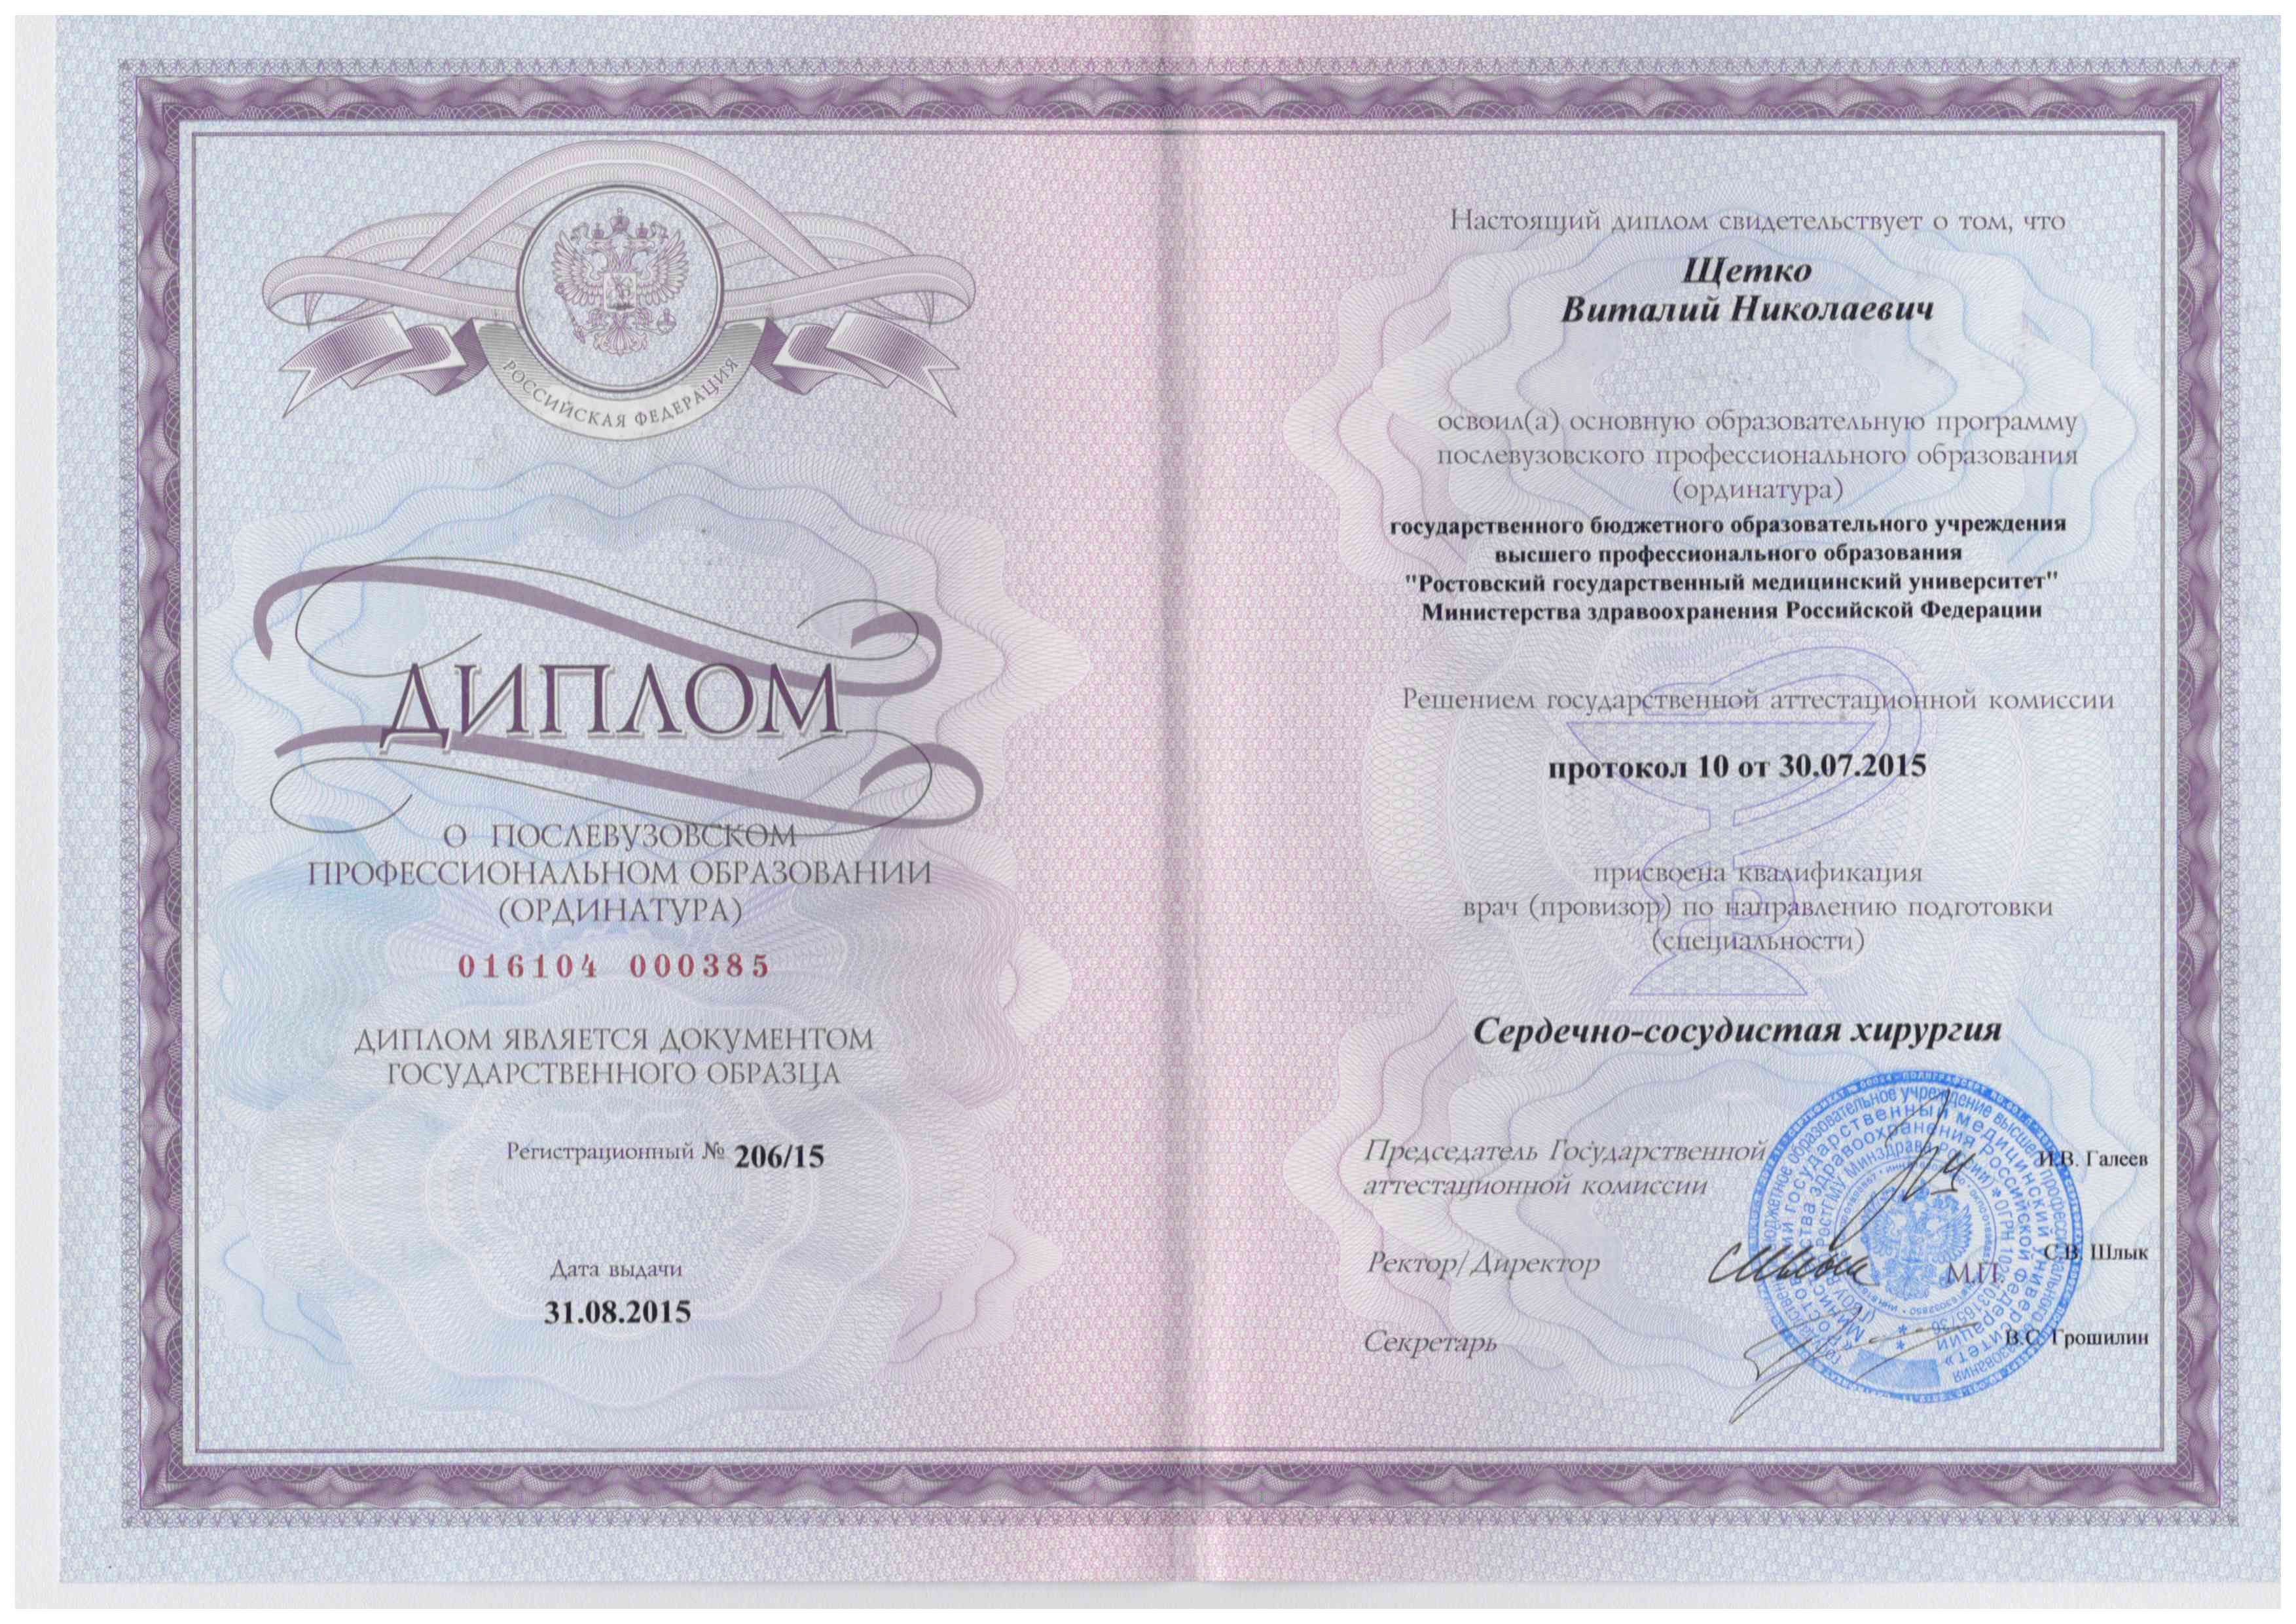 РОССИЙСКАЯ ФЕДЕРАЦИЯ
ДИПЛОМ
О ПОСЛЕВУЗОВСКОМ
ПРОФЕССИОНАЛЬНОМ ОБРАЗОВАНИИ
(ОРДИНАТУРА)
016104 000385
ДИПЛОМ ЯВЛЯЕТСЯ ДОКУМЕНТОМ
ГОСУДАРСТВЕННОГО ОБРАЗЦА
Регистрационный № 206/15
Дата выдачи
31.08.2015
Настоящий диплом свидетельствует о том, что
Щетко
Виталий Николаевич
освоил(а) основную образовательную программу
послевузовского профессионального образования
(ординатура)
государственного бюджетного образовательного учреждения
высшего профессионального образования
"Ростовский государственный медицинский университет"
Министерства здравоохранения Российской Федерации
Решением государственной аттестационной комиссии
протокол 10 от 30.07.2015
присвоена квалификация
врач (провизор) по направлению подготовки
(специальности)
Сердечно-сосудистая хирургия
Председатель Государственной
аттестационной комиссии
И.В. Галеев
Ректор/Директор
С.В. Шлык
М.П.
Секретарь
В.С. Грошилин